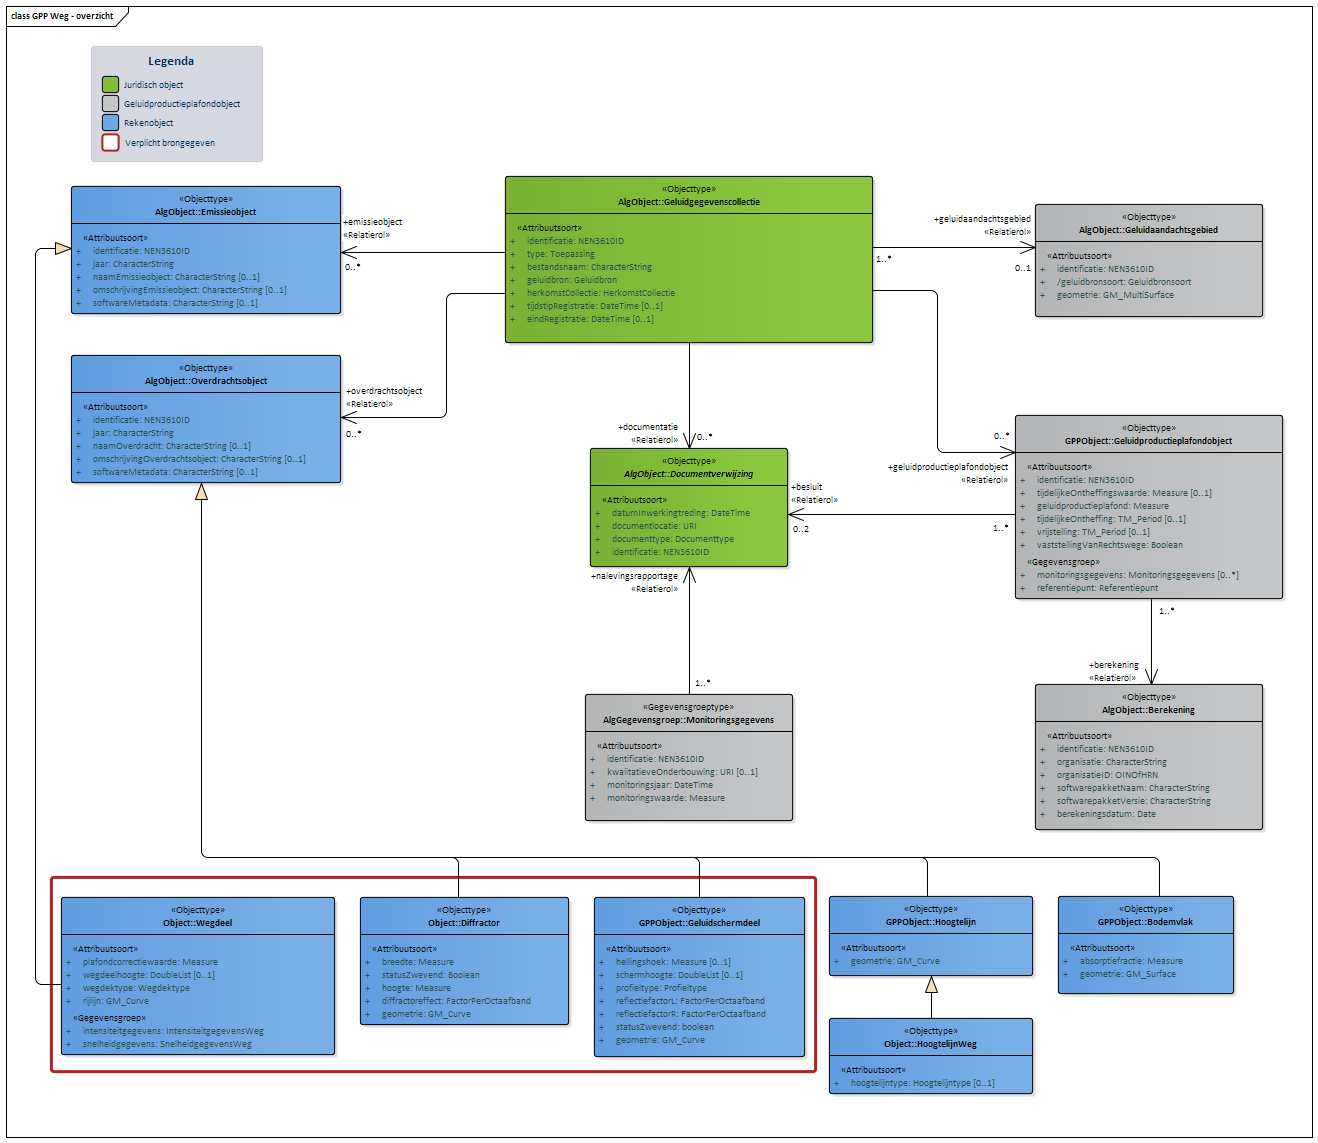 class GPP Weg - overzicht
Legenda
Juridisch object
Geluidproductieplafondobject
Rekenobject
Verplicht brongegeven
«Objecttype»
AlgObject::Emissieobject
«Attribuutsoort»
+ identificatie: NEN3610ID
+ jaar: CharacterString
+ naamEmissieobject: CharacterString [0..1]
+ omschrijvingEmissieobject: CharacterString [0..1]
+ softwareMetadata: CharacterString [0..1]
+emissieobject
«Relatierol»
0..*
«Objecttype»
AlgObject::Geluidgegevenscollectie
«Attribuutsoort»
+ identificatie: NEN3610ID
+ type: Toepassing
+ bestandsnaam: CharacterString
+ geluidbron: Geluidbron
+ herkomstCollectie: HerkomstCollectie
+ tijdstipRegistratie: DateTime [0..1]
+ eindRegistratie: DateTime [0..1]
+geluidaandachtsgebied
«Relatierol»
1..*
0..1
«Objecttype»
AlgObject::Geluidaandachtsgebied
«Attribuutsoort»
+ identificatie: NEN3610ID
+ /geluidbronsoort: Geluidbronsoort
+ geometrie: GM_MultiSurface
«Objecttype»
AlgObject::Overdrachtsobject
«Attribuutsoort»
+ identificatie: NEN3610ID
+ jaar: CharacterString
+ naamOverdracht: CharacterString [0..1]
+ omschrijvingOverdrachtsobject: CharacterString [0..1]
+ softwareMetadata: CharacterString [0..1]
+overdrachtsobject
«Relatierol»
0..*
+documentatie
«Relatierol»
0..*
«Objecttype»
AlgObject::Documentverwijzing
«Attribuutsoort»
+ datumInwerkingtreding: DateTime
+ documentlocatie: URI
+ documenttype: Documenttype
+ identificatie: NEN3610ID
0..*
+geluidproductieplafondobject
«Relatierol»
+besluit
«Relatierol»
0..2
1..*
«Objecttype»
GPPObject::Geluidproductieplafondobject
«Attribuutsoort»
+ identificatie: NEN3610ID
+ tijdelijkeOntheffingswaarde: Measure [0..1]
+ geluidproductieplafond: Measure
+ tijdelijkeOntheffing: TM_Period [0..1]
+ vrijstelling: TM_Period [0..1]
+ vaststellingVanRechtswege: Boolean
«Gegevensgroep»
+ monitoringsgegevens: Monitoringsgegevens [0..*]
+ referentiepunt: Referentiepunt
+nalevingsrapportage
«Relatierol»
1..*
1..*
+berekening
«Relatierol»
«Gegevensgroeptype»
AlgGegevensgroep::Monitoringsgegevens
«Attribuutsoort»
+ identificatie: NEN3610ID
+ kwalitatieveOnderbouwing: URI [0..1]
+ monitoringsjaar: DateTime
+ monitoringswaarde: Measure
«Objecttype»
AlgObject::Berekening
«Attribuutsoort»
+ identificatie: NEN3610ID
+ organisatie: CharacterString
+ organisatieID: OINOfHRN
+ softwarepakketNaam: CharacterString
+ softwarepakketVersie: CharacterString
+ berekeningsdatum: Date
«Objecttype»
Object::Wegdeel
«Attribuutsoort»
+ plafondcorrectiewaarde: Measure
+ wegdeelhoogte: DoubleList [0..1]
+ wegdektype: Wegdektype
+ rijlijn: GM_Curve
«Gegevensgroep»
+ intensiteitgegevens: IntensiteitgegevensWeg
+ snelheidgegevens: SnelheidgegevensWeg
«Objecttype»
Object::Diffractor
«Attribuutsoort»
+ breedte: Measure
+ statusZwevend: Boolean
+ hoogte: Measure
+ diffractoreffect: FactorPerOctaafband
+ geometrie: GM_Curve
«Objecttype»
GPPObject::Geluidschermdeel
«Attribuutsoort»
+ hellingshoek: Measure [0..1]
+ schermhoogte: DoubleList [0..1]
+ profieltype: Profieltype
+ reflectiefactorL: FactorPerOctaafband
+ reflectiefactorR: FactorPerOctaafband
+ statusZwevend: boolean
+ geometrie: GM_Curve
«Objecttype»
GPPObject::Hoogtelijn
«Attribuutsoort»
+ geometrie: GM_Curve
«Objecttype»
GPPObject::Bodemvlak
«Attribuutsoort»
+ absorptiefractie: Measure
+ geometrie: GM_Surface
«Objecttype»
Object::HoogtelijnWeg
«Attribuutsoort»
+ hoogtelijntype: Hoogtelijntype [0..1]